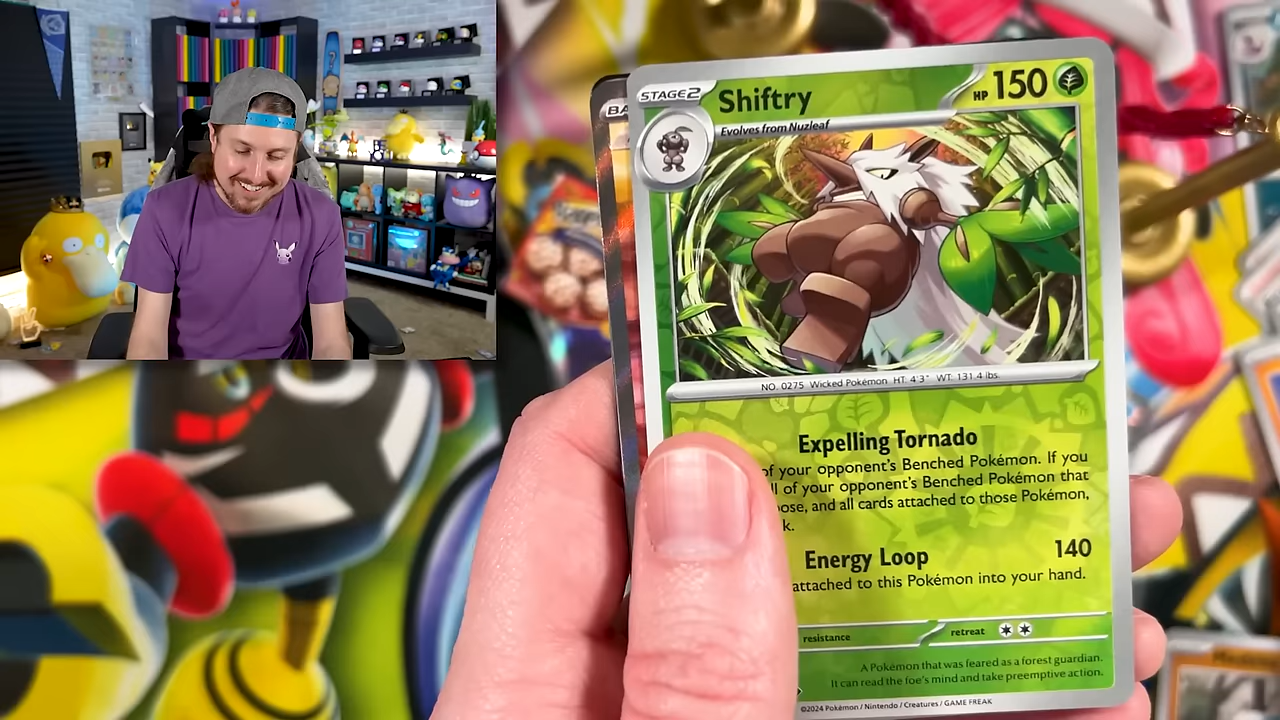 BA
STAGE2 Shiftry HP 150
Evolves from Nuzleaf
NO. 0275 Wicked Pokémon HT: 4'3" WT: 131.4 lbs.
Expelling Tornado
of your opponent's Benched Pokémon. If you
ll of your opponent's Benched Pokémon that
ose, and all cards attached to those Pokémon,
k.
Energy Loop 140
attached to this Pokémon into your hand.
resistance retreat
A Pokémon that was feared as a forest guardian.
It can read the foe's mind and take preemptive action.
©2024 Pokémon / Nintendo / Creatures / GAME FREAK